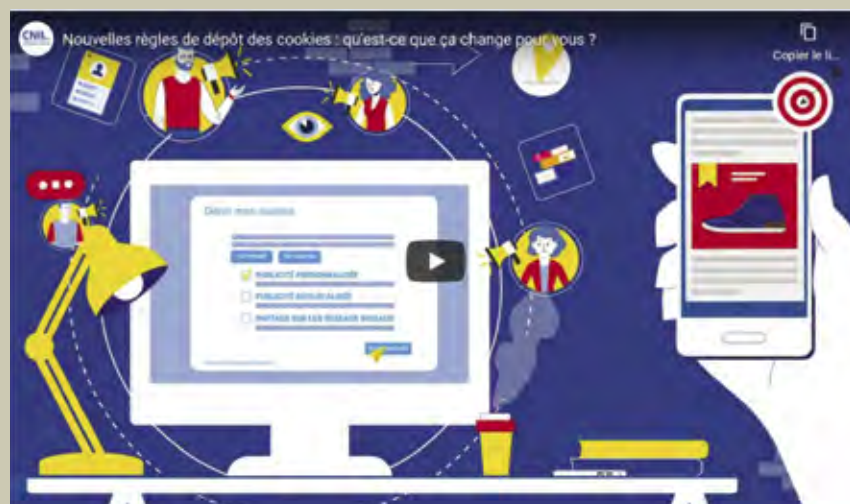 CNIL.
Nouvelles règles de dépôt des cookies : qu'est-ce que ça change pour vous ?
Copier le li...
PUBLICITÉ PERSONNALISÉE
PUBLICITÉ GÉOLOCALISÉE
PARTAGE SUR LES RÉSEAUX SOCIAUX